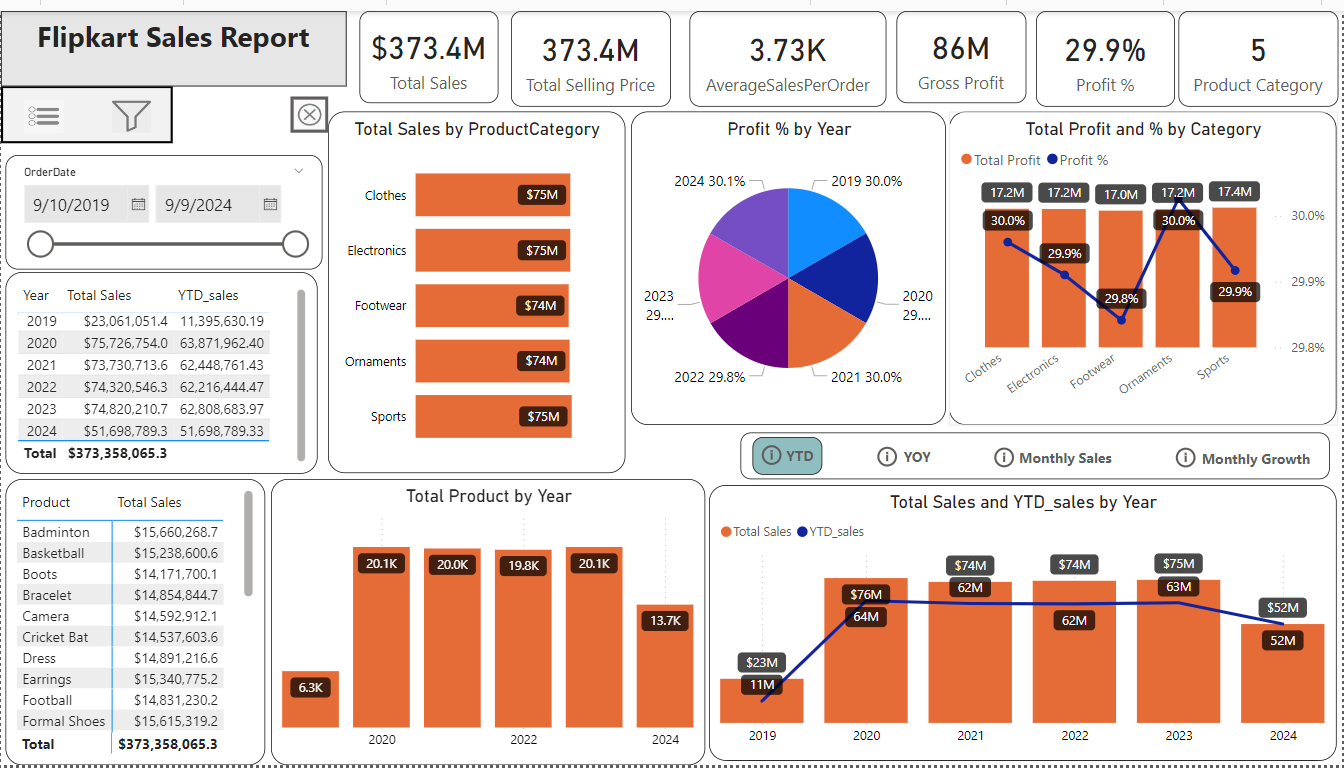 Flipkart Sales Report
$373.4M
Total Sales
373.4M
Total Selling Price
3.73K
AverageSalesPerOrder
86M
Gross Profit
29.9%
Profit %
5
Product Category
OrderDate
9/10/2019
9/9/2024
Year Total Sales YTD_sales
2019 $23,061,051.4 11,395,630.19
2020 $75,726,754.0 63,871,962.40
2021 $73,730,713.6 62,448,761.43
2022 $74,320,546.3 62,216,444.47
2023 $74,820,210.7 62,808,683.97
2024 $51,698,789.3 51,698,789.33
Total $373,358,065.3
Total Sales by ProductCategory
Clothes $75M
Electronics $75M
Footwear $74M
Ornaments $74M
Sports $75M
Profit % by Year
2024 30.1%
2019 30.0%
2023
29....
2020
29....
2022 29.8%
2021 30.0%
Total Profit and % by Category
Total Profit Profit %
17.2M 17.2M 17.0M 17.2M 17.4M
30.0% 29.9% 29.8% 30.0% 29.9%
30.0%
29.9%
29.8%
Clothes Electronics Footwear Ornaments Sports
YTD YOY Monthly Sales Monthly Growth
Product Total Sales
Badminton $15,660,268.7
Basketball $15,238,600.6
Boots $14,171,700.1
Bracelet $14,854,844.7
Camera $14,592,912.1
Cricket Bat $14,537,603.6
Dress $14,891,216.6
Earrings $15,340,775.2
Football $14,831,230.2
Formal Shoes $15,615,319.2
Total $373,358,065.3
Total Product by Year
6.3K 20.1K 20.0K 19.8K 20.1K 13.7K
2020 2022 2024
Total Sales and YTD_sales by Year
Total Sales YTD_sales
$23M $76M $74M $74M $75M $52M
11M 64M 62M 62M 63M 52M
2019 2020 2021 2022 2023 2024